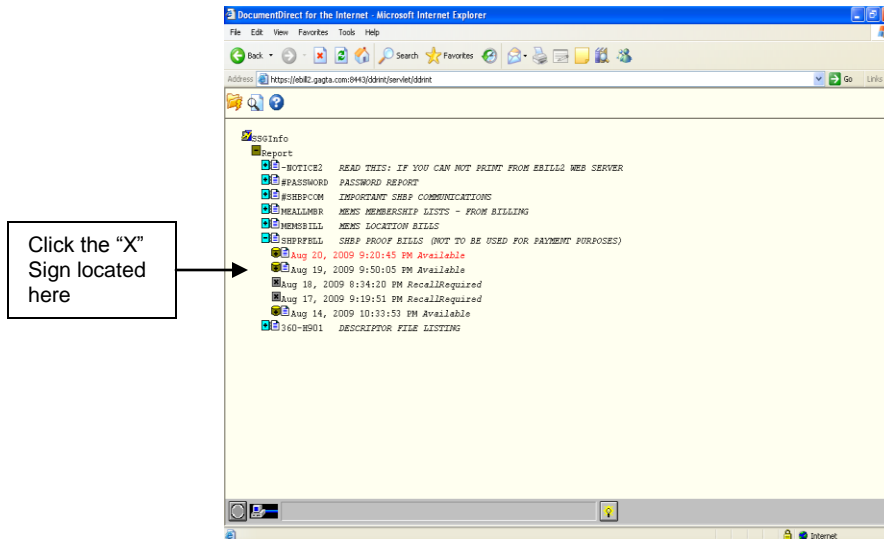 DocumentDirect for the Internet - Microsoft Internet Explorer
File Edit View Favorites Tools Help
Back Search Favorites
Address https://ebill2.gagta.com:8443/ddrint/servlet/ddrint Go Links
SSGInfo
Report
-NOTICE2 READ THIS: IF YOU CAN NOT PRINT FROM EBILL2 WEB SERVER
#PASSWORD PASSWORD REPORT
#SHBPCOM IMPORTANT SHBP COMMUNICATIONS
MEALLMBR MEMS MEMBERSHIP LISTS - FROM BILLING
MEMSBILL MEMS LOCATION BILLS
SHPRFBLL SHBP PROOF BILLS (NOT TO BE USED FOR PAYMENT PURPOSES)
Aug 20, 2009 9:20:45 PM Available
Aug 19, 2009 9:50:05 PM Available
Aug 18, 2009 8:34:20 PM RecallRequired
Aug 17, 2009 9:19:51 PM RecallRequired
Aug 14, 2009 10:33:53 PM Available
360-H901 DESCRIPTOR FILE LISTING
Click the “X”
Sign located
here
Internet